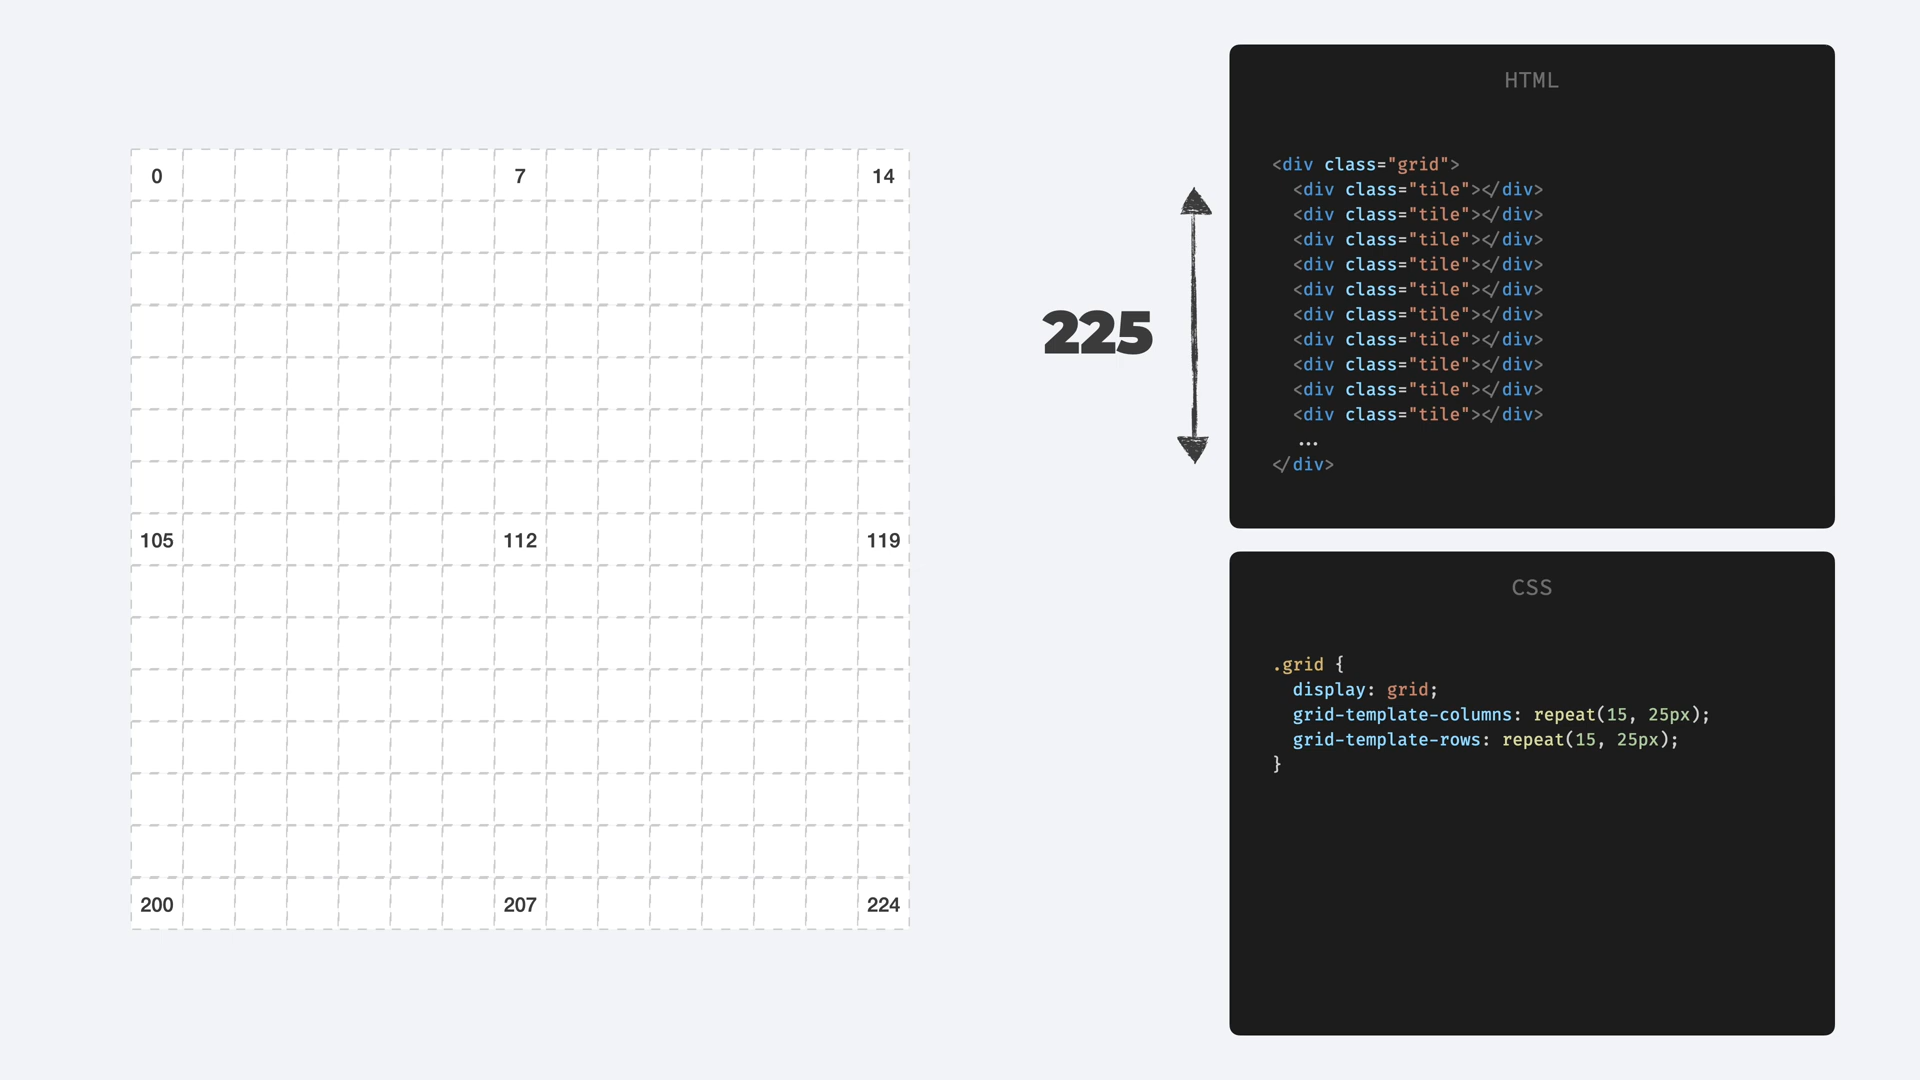 0 7 14
105 112 119
200 207 224
225
HTML
<div class="grid">
<div class="tile"></div>
<div class="tile"></div>
<div class="tile"></div>
<div class="tile"></div>
<div class="tile"></div>
<div class="tile"></div>
<div class="tile"></div>
<div class="tile"></div>
<div class="tile"></div>
<div class="tile"></div>
...
</div>
CSS
.grid {
display: grid;
grid-template-columns: repeat(15, 25px);
grid-template-rows: repeat(15, 25px);
}